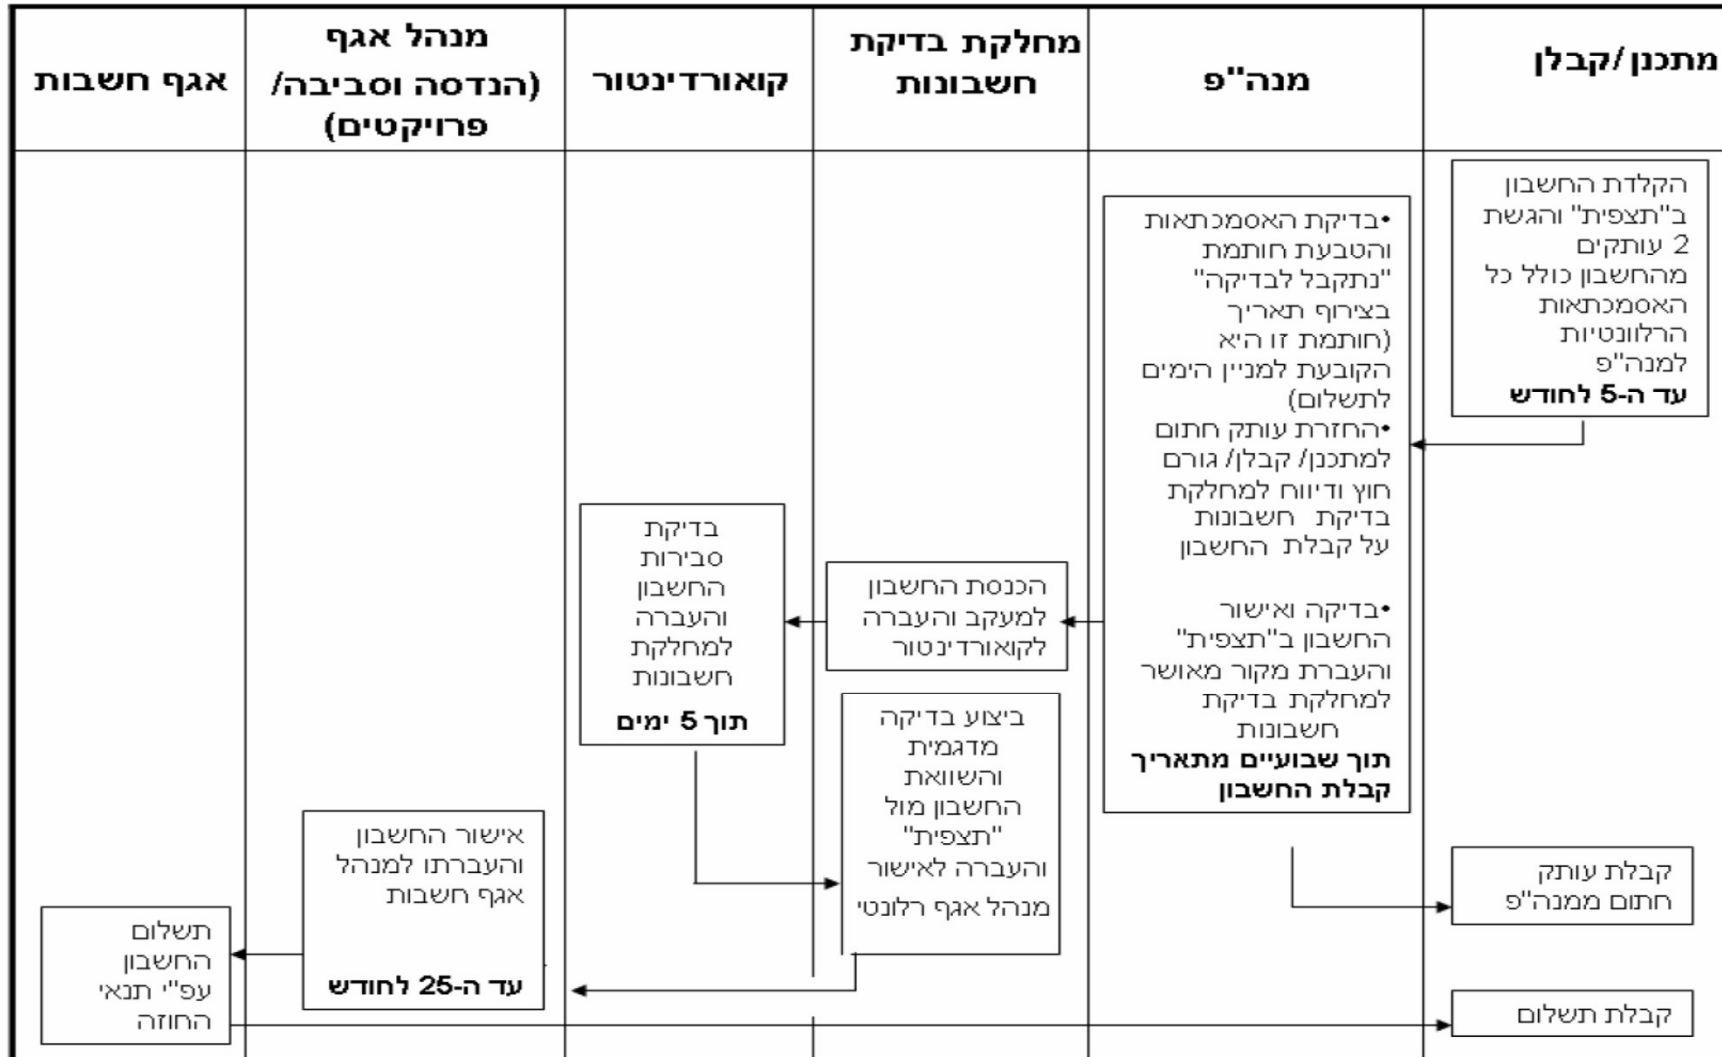 מתכנן/קבלן
מנה"פ
מחלקת בדיקת
חשבונות
קואורדינטור
מנהל אגף
(הנדסה וסביבה/
פרויקטים)
אגף חשבות
הקלדת החשבון
ב"תצפית" והגשת
2 עותקים
מהחשבון כולל כל
האסמכתאות
הרלוונטיות
למנה"פ
עד ה-5 לחודש
•בדיקת האסמכתאות
והטבעת חותמת
"נתקבל לבדיקה"
בצירוף תאריך
(חותמת זו היא
הקובעת למניין הימים
לתשלום)
•החזרת עותק חתום
למתכנן/ קבלן/ גורם
חוץ ודיווח למחלקת
בדיקת חשבונות
על קבלת החשבון
•בדיקה ואישור
החשבון ב"תצפית"
והעברת מקור מאושר
למחלקת בדיקת
חשבונות
תוך שבועיים מתאריך
קבלת החשבון
הכנסת החשבון
למעקב והעברה
לקואורדינטור
בדיקת
סבירות
החשבון
והעברה
למחלקת
חשבונות
תוך 5 ימים
ביצוע בדיקה
מדגמית
והשוואת
החשבון מול
"תצפית"
והעברה לאישור
מנהל אגף רלונטי
אישור החשבון
והעברתו למנהל
אגף חשבות
עד ה-25 לחודש
תשלום
החשבון
עפ"י תנאי
החוזה
קבלת עותק
חתום ממנה"פ
קבלת תשלום